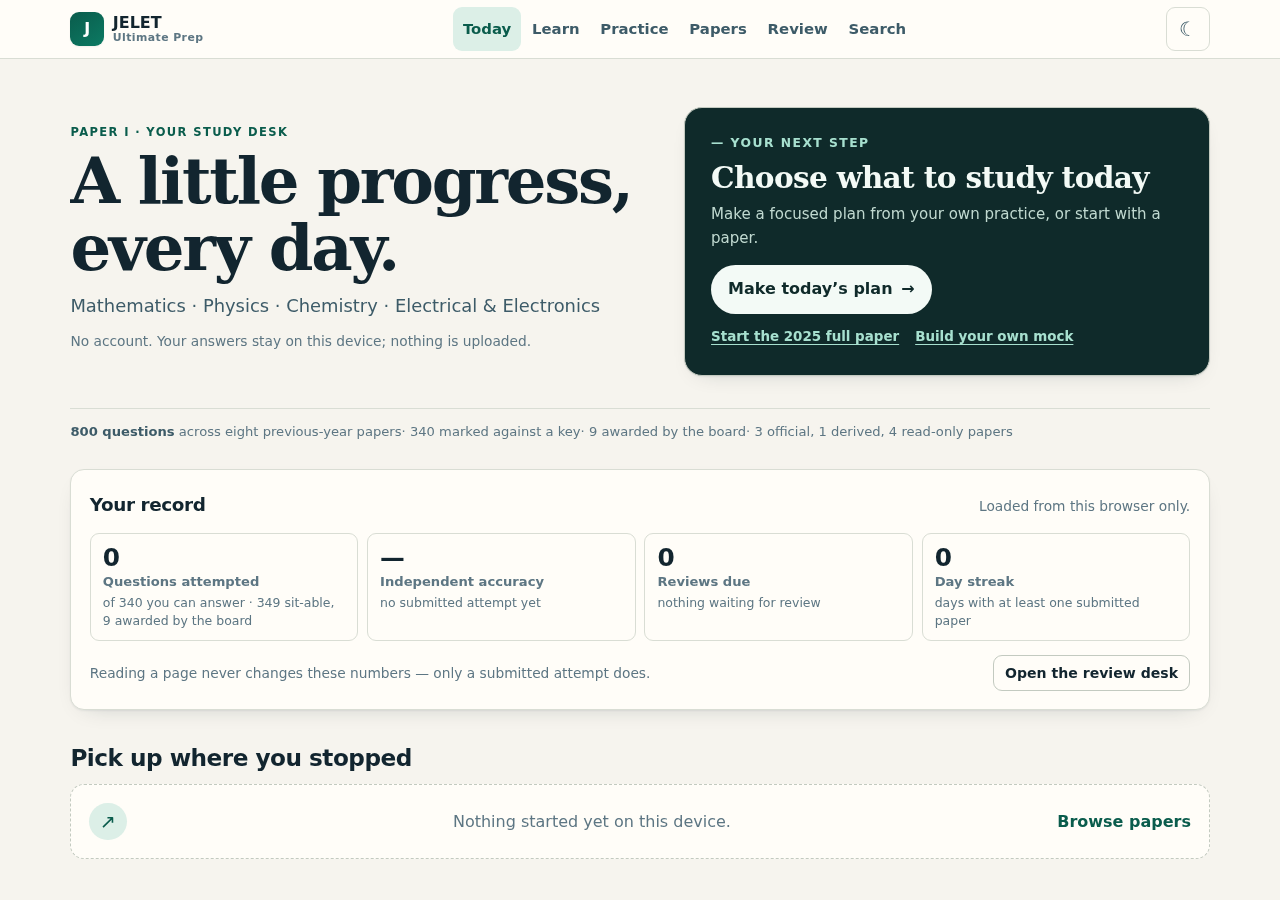 J
JELET
Ultimate Prep
Today
Learn
Practice
Papers
Review
Search
PAPER I · YOUR STUDY DESK
A little progress,
every day.
Mathematics · Physics · Chemistry · Electrical & Electronics
No account. Your answers stay on this device; nothing is uploaded.
— YOUR NEXT STEP
Choose what to study today
Make a focused plan from your own practice, or start with a
paper.
Make today’s plan →
Start the 2025 full paper
Build your own mock
800 questions across eight previous-year papers· 340 marked against a key· 9 awarded by the board· 3 official, 1 derived, 4 read-only papers
Your record
Loaded from this browser only.
0
Questions attempted
of 340 you can answer · 349 sit-able,
9 awarded by the board
—
Independent accuracy
no submitted attempt yet
0
Reviews due
nothing waiting for review
0
Day streak
days with at least one submitted
paper
Reading a page never changes these numbers — only a submitted attempt does.
Open the review desk
Pick up where you stopped
↗
Nothing started yet on this device.
Browse papers